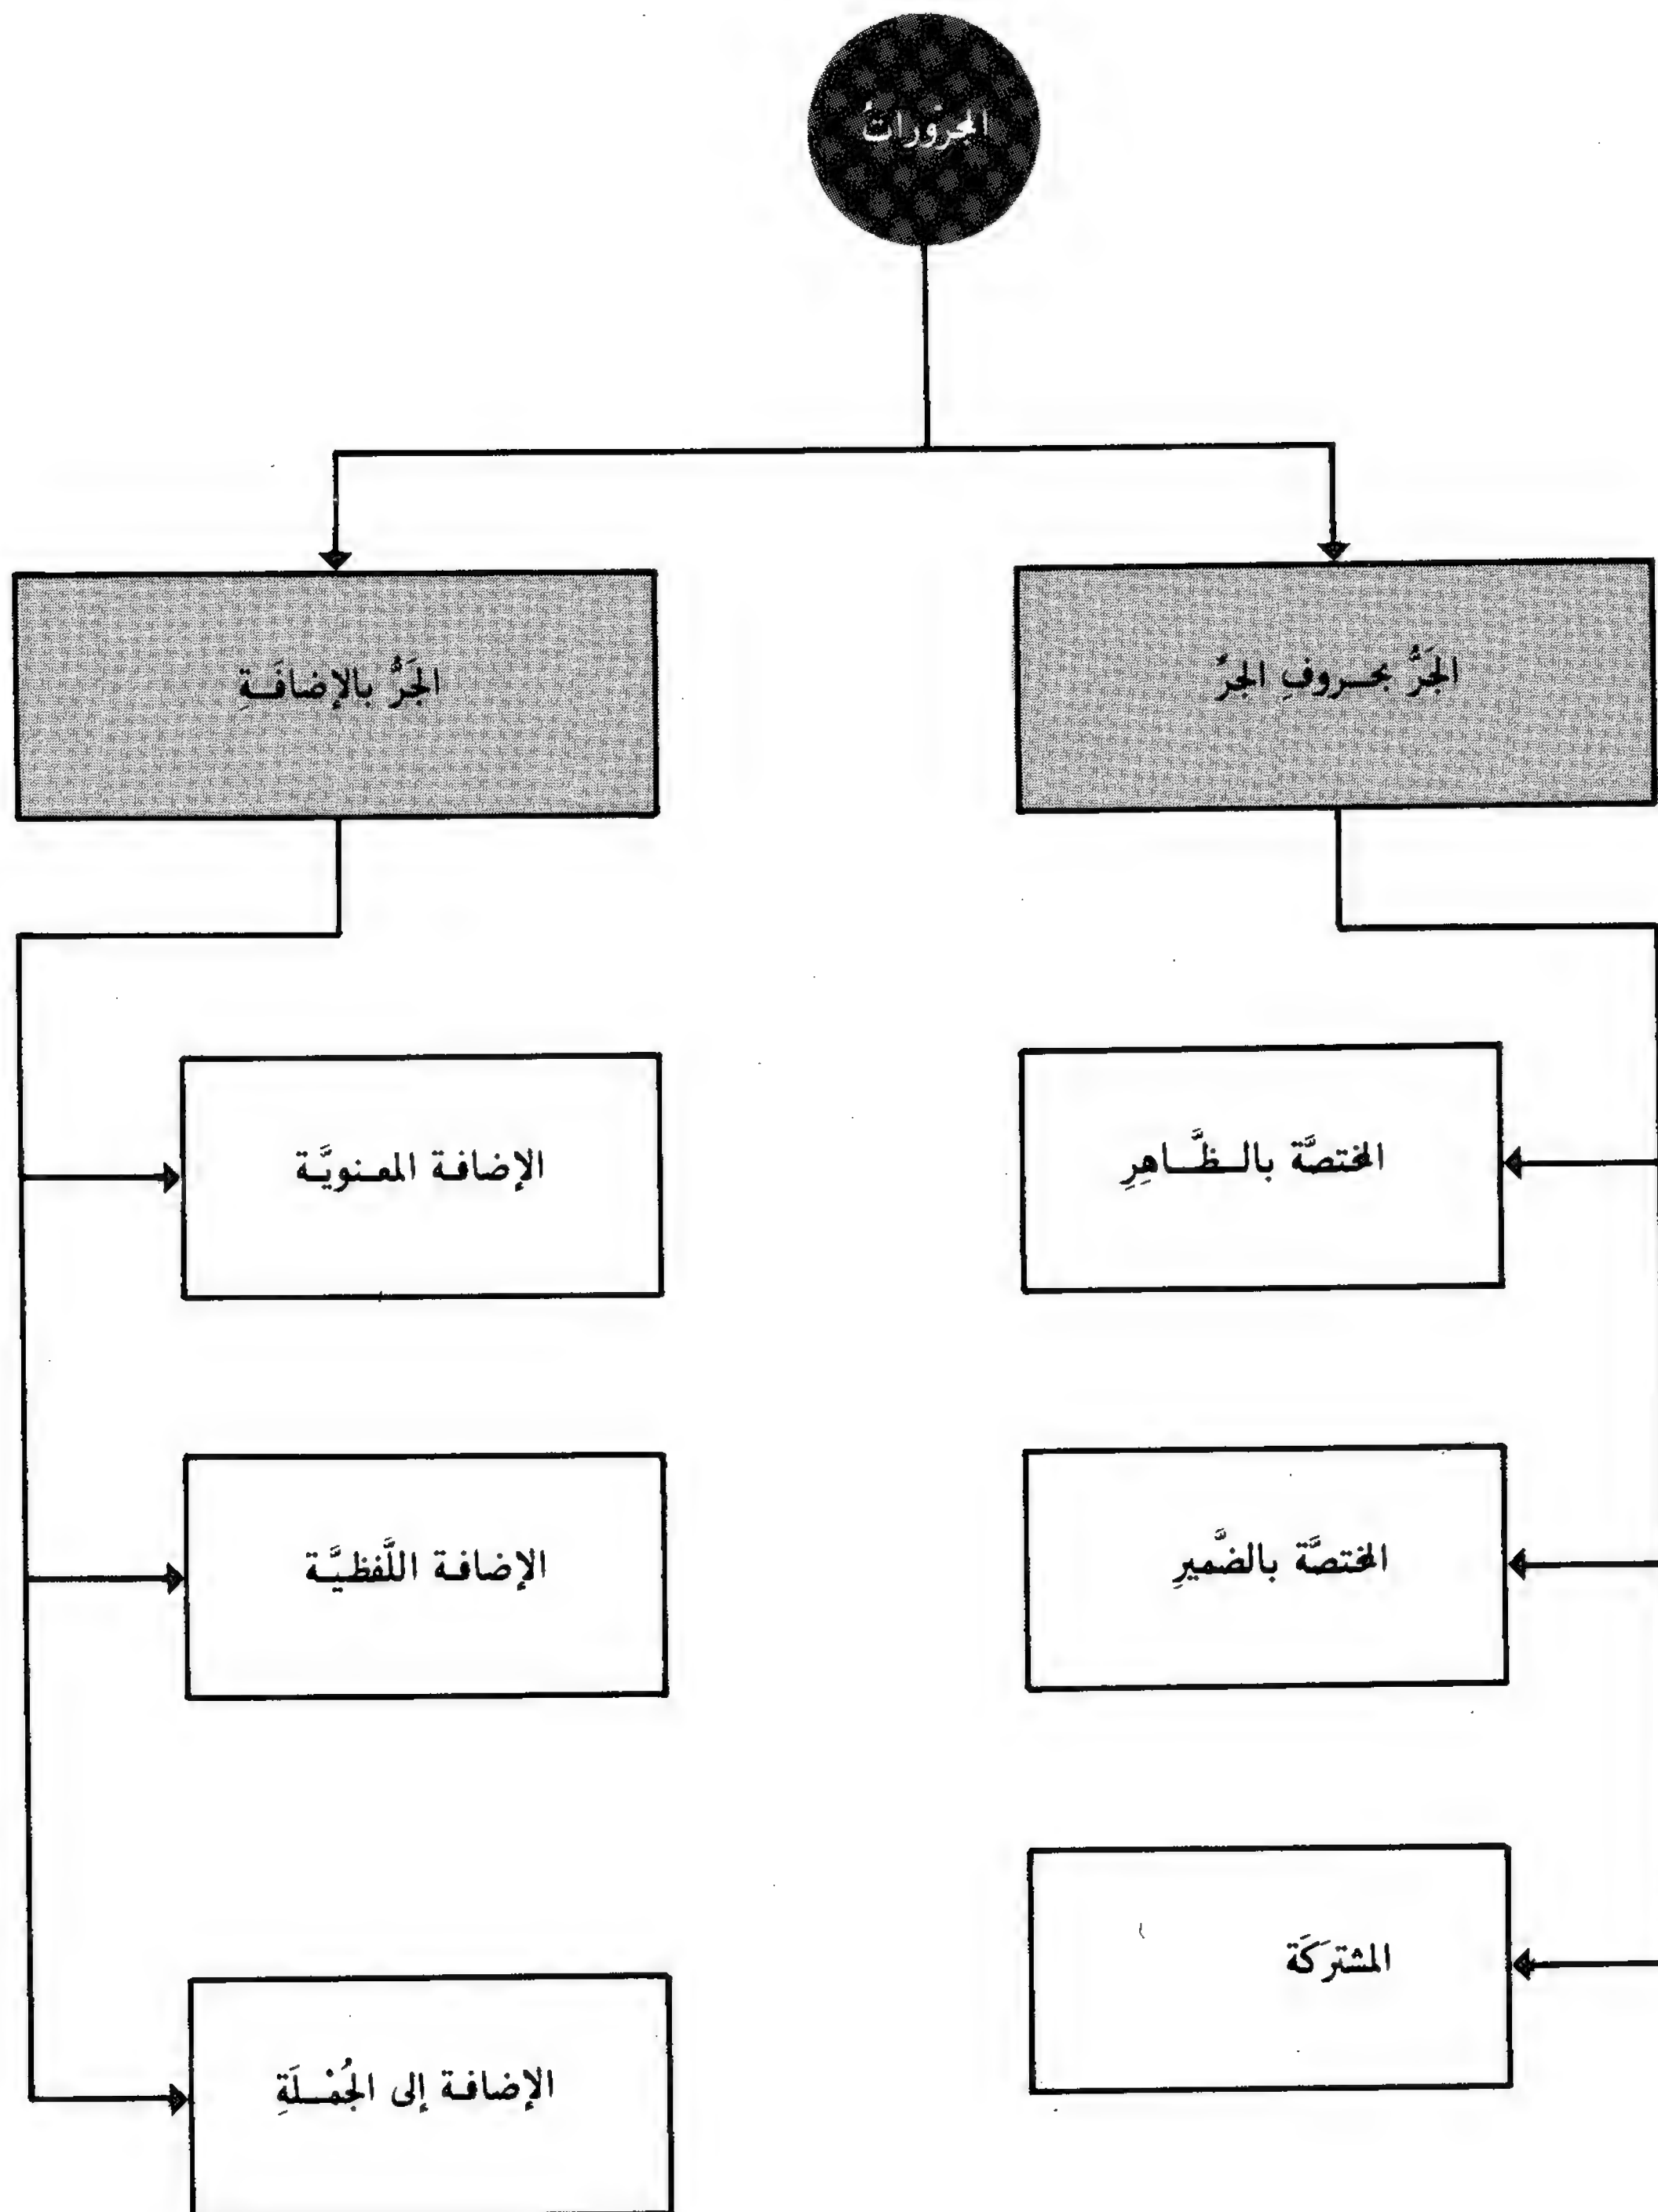 المجرورات
الجَرُّ بحروفِ الجرِّ
الجَرُّ بالإضافَةِ
المختصَّة بالظَّاهِرِ
المختصَّة بالضَّميرِ
المشتركَة
الإضافة المعنويَّة
الإضافة اللَّفظيَّة
الإضافة إلى الجُمْلَةِ